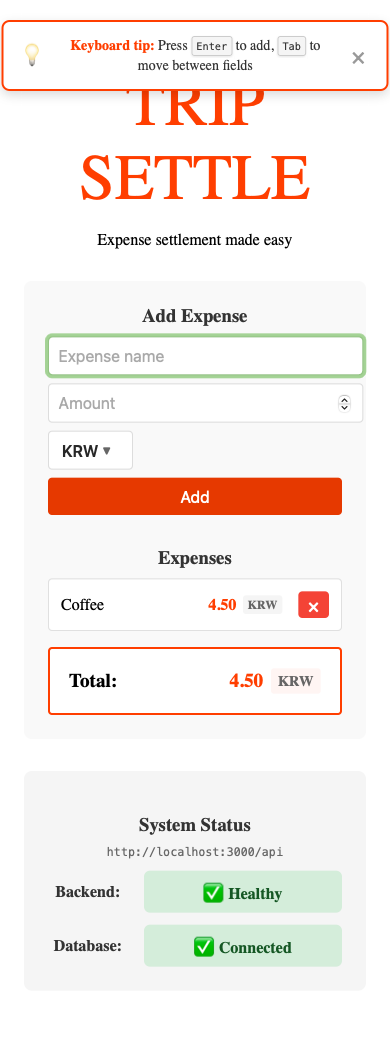 Keyboard tip: Press Enter to add, Tab to
move between fields
×
TRIP
SETTLE
Expense settlement made easy
Add Expense
Expense name
Amount
KRW ▼
Add
Expenses
Coffee 4.50 KRW ×
Total: 4.50 KRW
System Status
http://localhost:3000/api
Backend: ✅ Healthy
Database: ✅ Connected